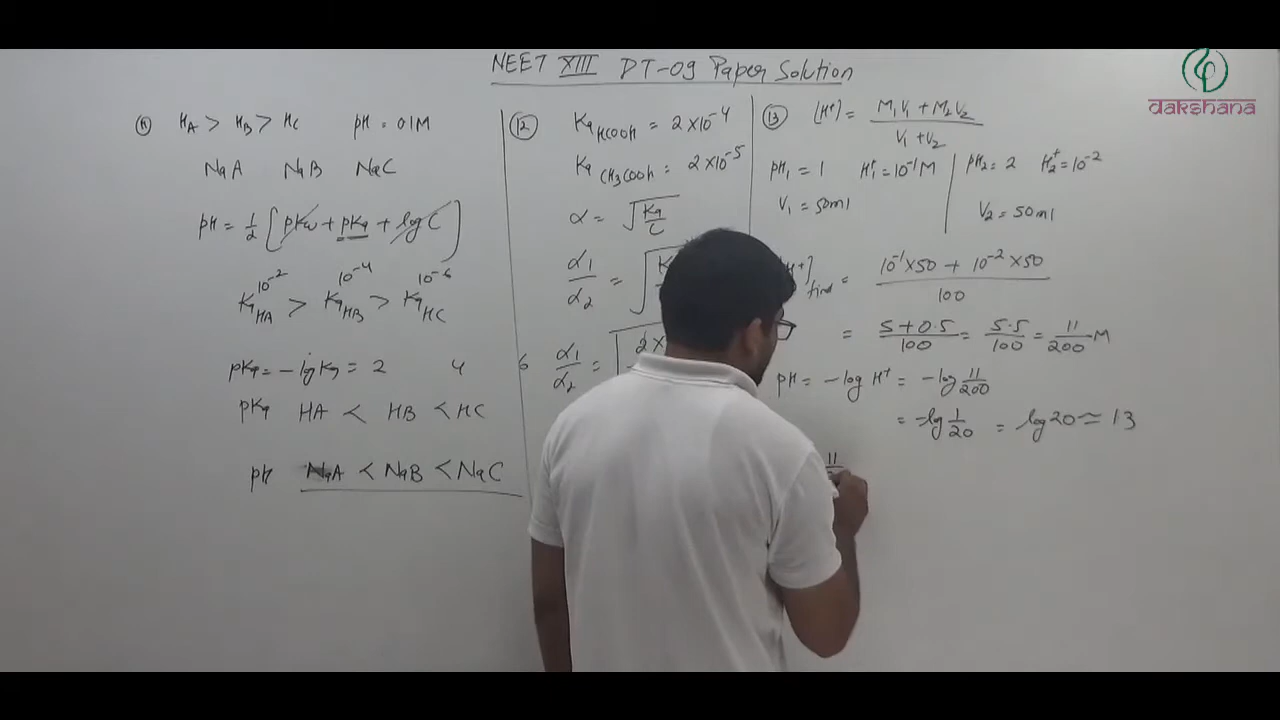 NEET XIII DT-09 Paper Solution
dakshana
11 HA > HB > HC pH = 01M
NaA NaB NaC
pH = 1/2 [pKw + pKa + log C]
10⁻² 10⁻⁴ 10⁻⁶
Ka HA > Ka HB > Ka HC
pKa = - log Ka = 2 4 6
pKa HA < HB < HC
pH NaA < NaB < NaC
12 Ka HCOOH = 2 × 10⁻⁴
Ka CH3COOH = 2 × 10⁻⁵
α = √Ka/C
α1/α2 = √
α1/α2 = √2×
13 [H⁺] = M1V1 + M2V2 / V1 + V2
pH1 = 1 H1⁺ = 10⁻¹ M
V1 = 50ml
pH2 = 2 H2⁺ = 10⁻²
V2 = 50ml
= 10⁻¹ × 50 + 10⁻² × 50 / 100
= 5 + 0.5 / 100 = 5.5 / 100 = 11 / 200 M
pH = - log H⁺ = - log 11/200
= - log 1/20 = log 20 ≃ 13
11